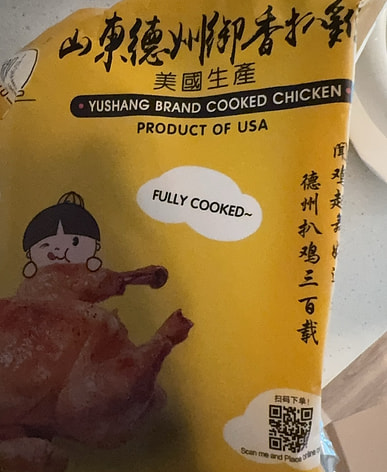 山東德州御香扒雞
美國生產
• YUSHANG BRAND COOKED CHICKEN •
PRODUCT OF USA
FULLY COOKED~
德州扒鸡三百载
扫码下单!
Scan me and Place online